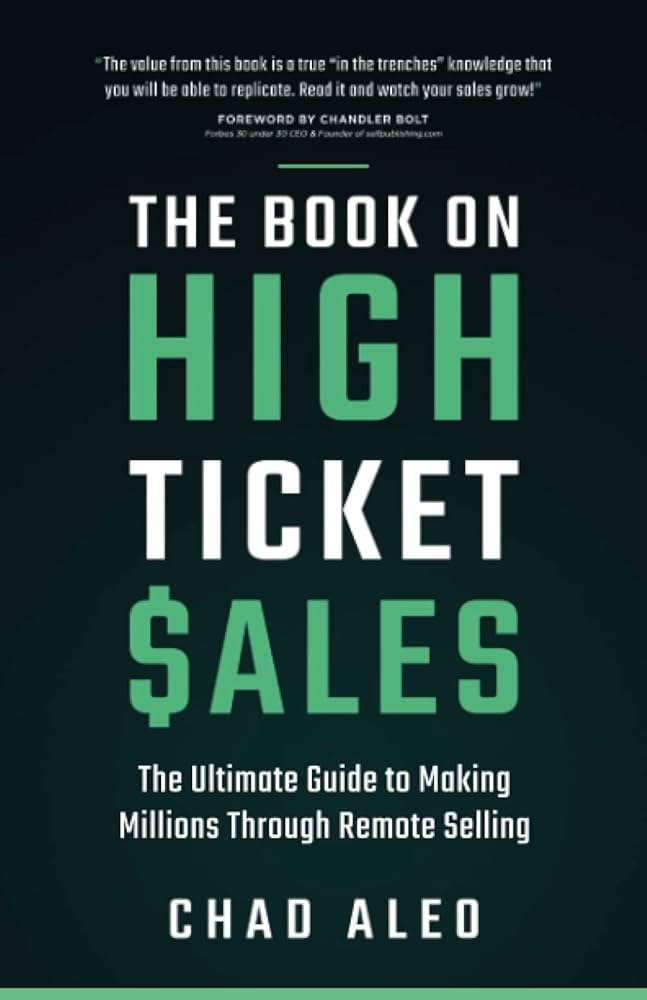 "The value from this book is a true "in the trenches" knowledge that
you will be able to replicate. Read it and watch your sales grow!"
FOREWORD BY CHANDLER BOLT
Forbes 30 under 30 CEO & Founder of selfpublishing.com
THE BOOK ON
HIGH
TICKET
$ALES
The Ultimate Guide to Making
Millions Through Remote Selling
CHAD ALEO